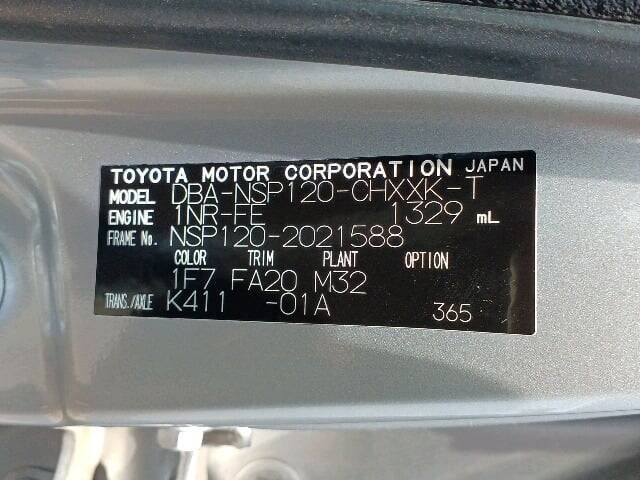 TOYOTA MOTOR CORPORATION JAPAN
MODEL DBA-NSP120-CHXXK-T
ENGINE 1NR-FE 1329 mL
FRAME No. NSP120-2021588
COLOR TRIM PLANT OPTION
1F7 FA20 M32
TRANS./AXLE K411 -01A 365